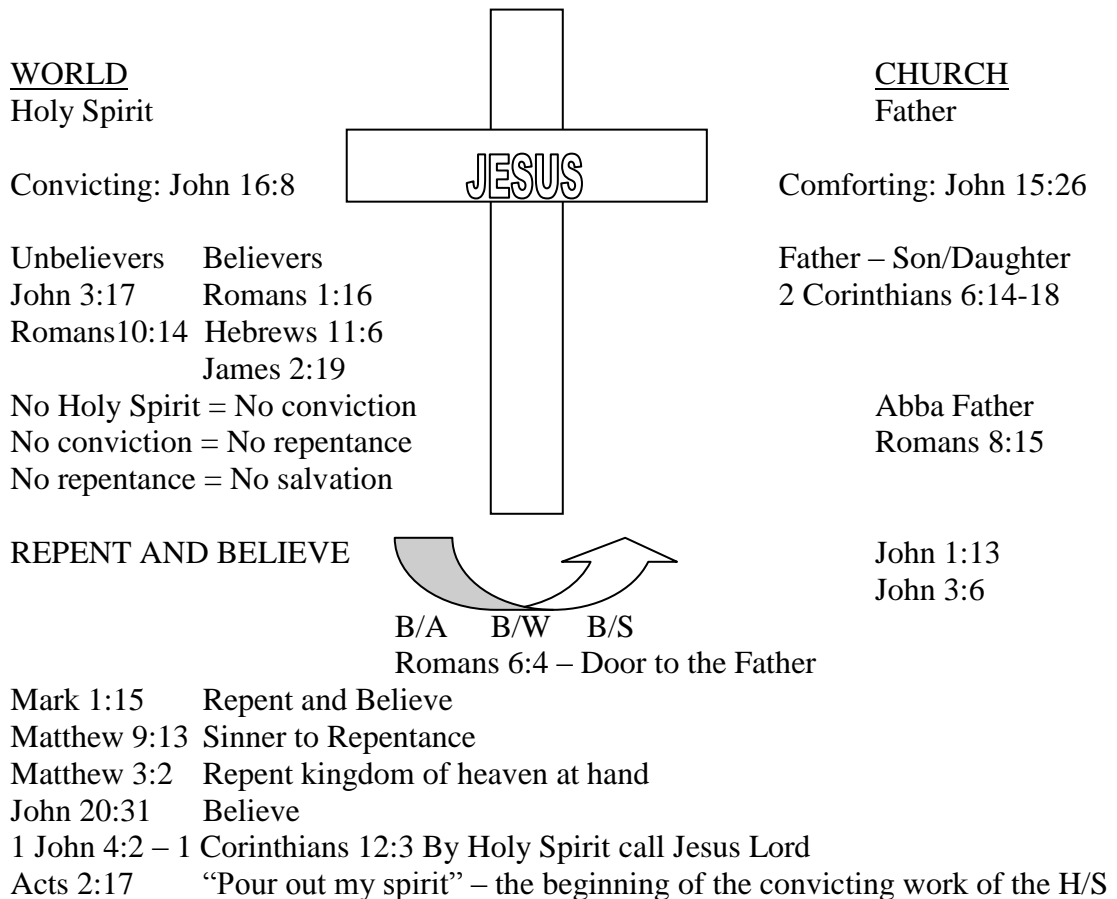 WORLD CHURCH
Holy Spirit Father
JESUS
Convicting: John 16:8 Comforting: John 15:26
Unbelievers Believers Father – Son/Daughter
John 3:17 Romans 1:16 2 Corinthians 6:14-18
Romans10:14 Hebrews 11:6
James 2:19
No Holy Spirit = No conviction Abba Father
No conviction = No repentance Romans 8:15
No repentance = No salvation
REPENT AND BELIEVE John 1:13
John 3:6
B/A B/W B/S
Romans 6:4 – Door to the Father
Mark 1:15 Repent and Believe
Matthew 9:13 Sinner to Repentance
Matthew 3:2 Repent kingdom of heaven at hand
John 20:31 Believe
1 John 4:2 – 1 Corinthians 12:3 By Holy Spirit call Jesus Lord
Acts 2:17 “Pour out my spirit” – the beginning of the convicting work of the H/S